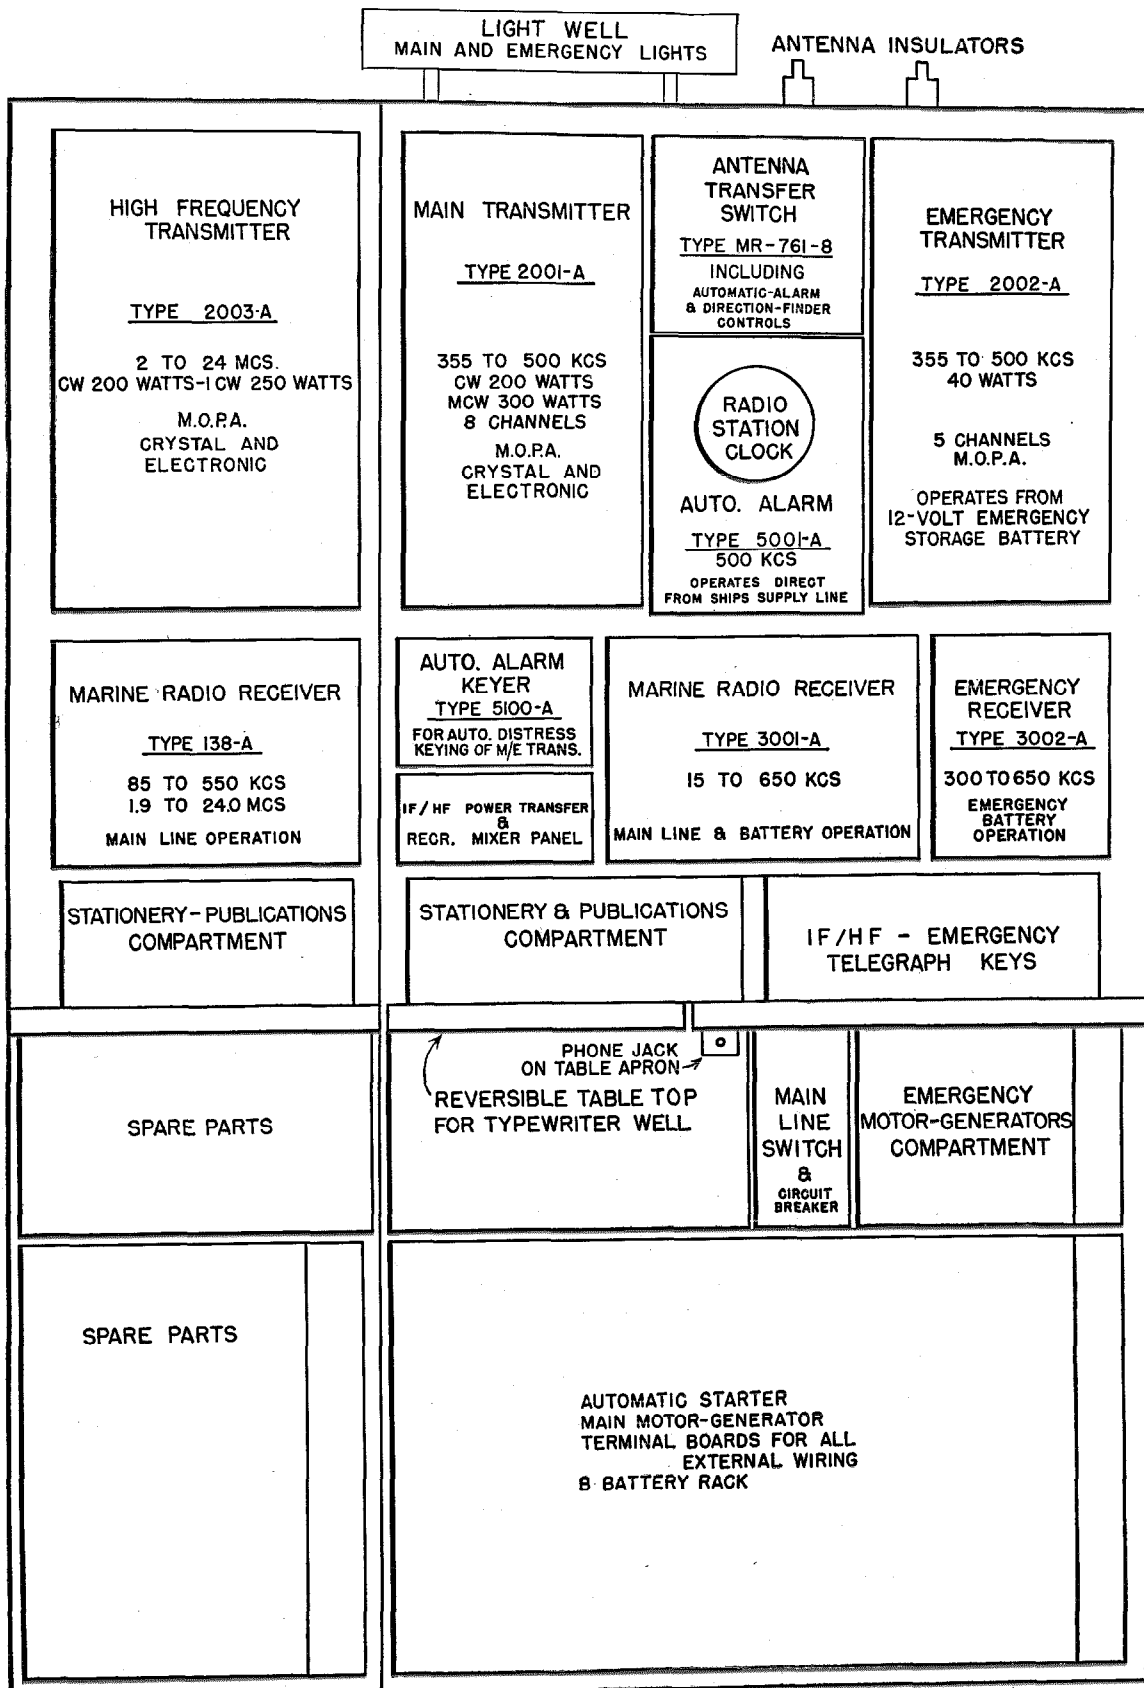 LIGHT WELL
MAIN AND EMERGENCY LIGHTS
ANTENNA INSULATORS
HIGH FREQUENCY
TRANSMITTER
TYPE 2003-A
2 TO 24 MCS.
CW 200 WATTS-ICW 250 WATTS
M.O.P.A.
CRYSTAL AND
ELECTRONIC
MAIN TRANSMITTER
TYPE 2001-A
355 TO 500 KCS
CW 200 WATTS
MCW 300 WATTS
8 CHANNELS
M.O.P.A.
CRYSTAL AND
ELECTRONIC
ANTENNA
TRANSFER
SWITCH
TYPE MR-761-8
INCLUDING
AUTOMATIC-ALARM
& DIRECTION-FINDER
CONTROLS
RADIO
STATION
CLOCK
AUTO. ALARM
TYPE 5001-A
500 KCS
OPERATES DIRECT
FROM SHIPS SUPPLY LINE
EMERGENCY
TRANSMITTER
TYPE 2002-A
355 TO 500 KCS
40 WATTS
5 CHANNELS
M.O.P.A.
OPERATES FROM
12-VOLT EMERGENCY
STORAGE BATTERY
MARINE RADIO RECEIVER
TYPE 138-A
85 TO 550 KCS
1.9 TO 24.0 MCS
MAIN LINE OPERATION
AUTO. ALARM
KEYER
TYPE 5100-A
FOR AUTO. DISTRESS
KEYING OF M/E TRANS.
IF/HF POWER TRANSFER
&
RECR. MIXER PANEL
MARINE RADIO RECEIVER
TYPE 3001-A
15 TO 650 KCS
MAIN LINE & BATTERY OPERATION
EMERGENCY
RECEIVER
TYPE 3002-A
300 TO 650 KCS
EMERGENCY
BATTERY
OPERATION
STATIONERY-PUBLICATIONS
COMPARTMENT
STATIONERY & PUBLICATIONS
COMPARTMENT
IF/HF - EMERGENCY
TELEGRAPH KEYS
SPARE PARTS
PHONE JACK
ON TABLE APRON
REVERSIBLE TABLE TOP
FOR TYPEWRITER WELL
MAIN
LINE
SWITCH
&
CIRCUIT
BREAKER
EMERGENCY
MOTOR-GENERATORS
COMPARTMENT
SPARE PARTS
AUTOMATIC STARTER
MAIN MOTOR-GENERATOR
TERMINAL BOARDS FOR ALL
EXTERNAL WIRING
& BATTERY RACK